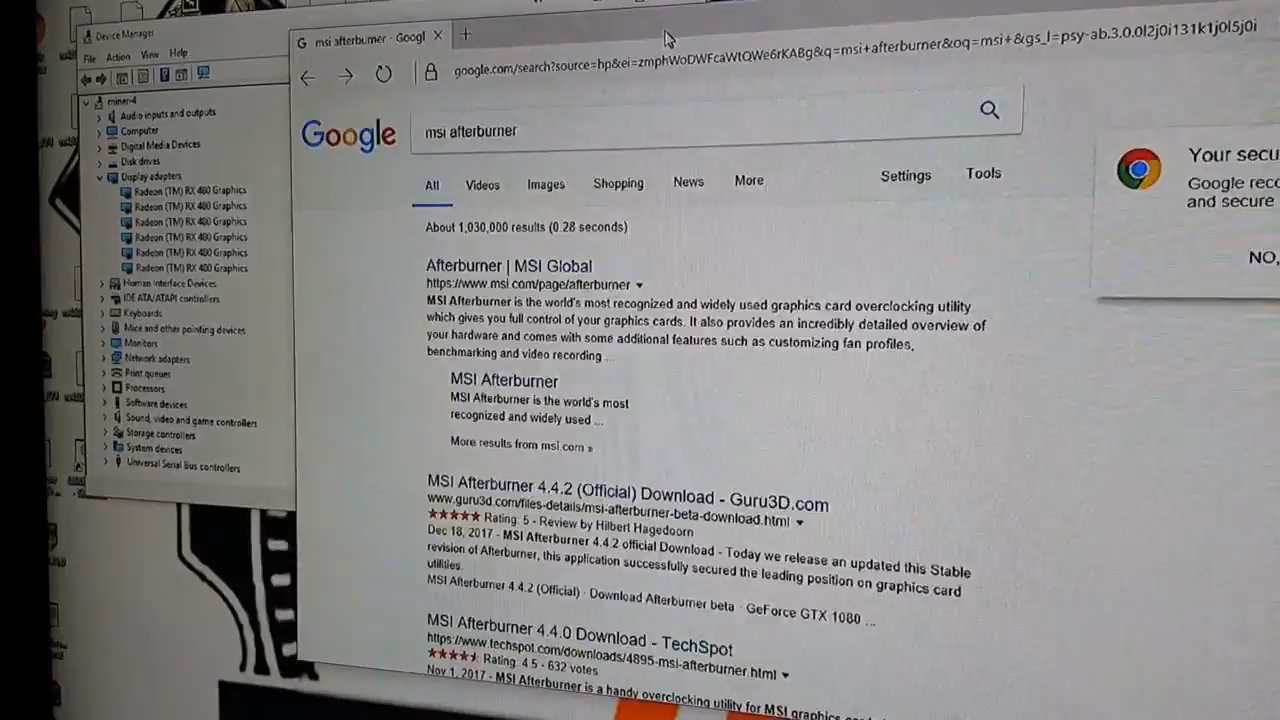 Device Manager
File Action View Help
miner-4
Audio inputs and outputs
Computer
Digital Media Devices
Disk drives
Display adapters
Radeon (TM) RX 480 Graphics
Radeon (TM) RX 480 Graphics
Radeon (TM) RX 480 Graphics
Radeon (TM) RX 480 Graphics
Radeon (TM) RX 480 Graphics
Radeon (TM) RX 480 Graphics
Human Interface Devices
IDE ATA/ATAPI controllers
Keyboards
Mice and other pointing devices
Monitors
Network adapters
Print queues
Processors
Software devices
Sound, video and game controllers
Storage controllers
System devices
Universal Serial Bus controllers
msi afterburner - Googl
google.com/search?source=hp&ei=zmphWoDWFcaWtQWe6rKABg&q=msi+afterburner&oq=msi+&gs_l=psy-ab.3.0.0l2j0i131k1j0l5j0i
Google
msi afterburner
All Videos Images Shopping News More Settings Tools
About 1,030,000 results (0.28 seconds)
Afterburner | MSI Global
https://www.msi.com/page/afterburner
MSI Afterburner is the world's most recognized and widely used graphics card overclocking utility
which gives you full control of your graphics cards. It also provides an incredibly detailed overview of
your hardware and comes with some additional features such as customizing fan profiles,
benchmarking and video recording ...
MSI Afterburner
MSI Afterburner is the world's most
recognized and widely used ...
More results from msi.com »
MSI Afterburner 4.4.2 (Official) Download - Guru3D.com
www.guru3d.com/files-details/msi-afterburner-beta-download.html
Rating: 5 - Review by Hilbert Hagedoorn
Dec 18, 2017 - MSI Afterburner 4.4.2 official Download - Today we release an updated this Stable
revision of Afterburner, this application successfully secured the leading position on graphics card
utilities.
MSI Afterburner 4.4.2 (Official) · Download Afterburner beta · GeForce GTX 1080 ...
MSI Afterburner 4.4.0 Download - TechSpot
https://www.techspot.com/downloads/4895-msi-afterburner.html
Rating: 4.5 - 632 votes
Nov 1, 2017 - MSI Afterburner is a handy overclocking utility for MSI graphics
Your secu
Google rec
and secure
NO,